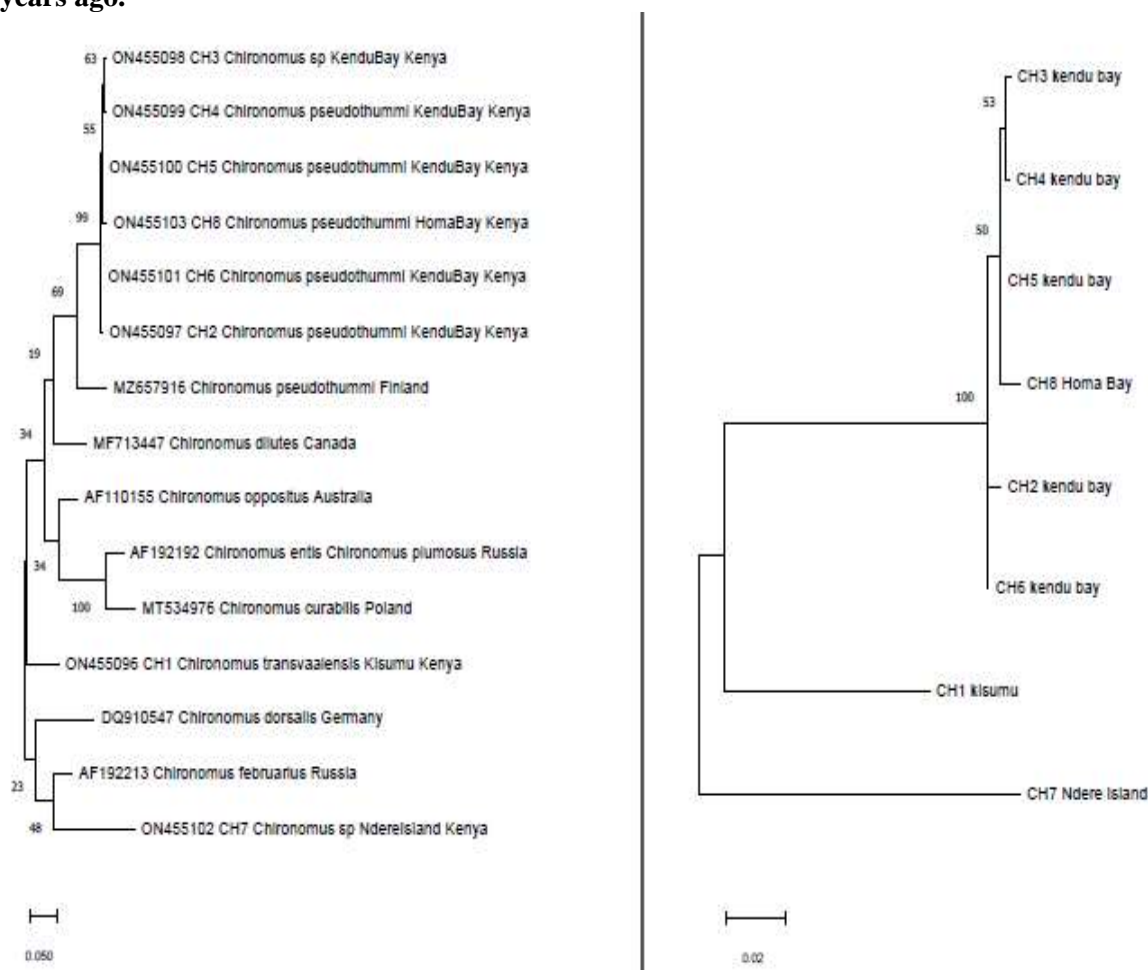 years ago.
63 ON455098 CH3 Chironomus sp KenduBay Kenya
ON455099 CH4 Chironomus pseudothummi KenduBay Kenya
55
ON455100 CH5 Chironomus pseudothummi KenduBay Kenya
99 ON455103 CH8 Chironomus pseudothummi HomaBay Kenya
ON455101 CH6 Chironomus pseudothummi KenduBay Kenya
69
ON455097 CH2 Chironomus pseudothummi KenduBay Kenya
19
MZ657916 Chironomus pseudothummi Finland
34
MF713447 Chironomus dilutes Canada
AF110155 Chironomus oppositus Australia
AF192192 Chironomus entis Chironomus plumosus Russia
34
100 MT534976 Chironomus curabilis Poland
ON455096 CH1 Chironomus transvaalensis Kisumu Kenya
DQ910547 Chironomus dorsalis Germany
AF192213 Chironomus februarius Russia
23
48 ON455102 CH7 Chironomus sp NdereIsland Kenya
0.050
CH3 kendu bay
53
CH4 kendu bay
50
CH5 kendu bay
CH8 Homa Bay
100
CH2 kendu bay
CH6 kendu bay
CH1 kisumu
CH7 Ndere Island
0.02